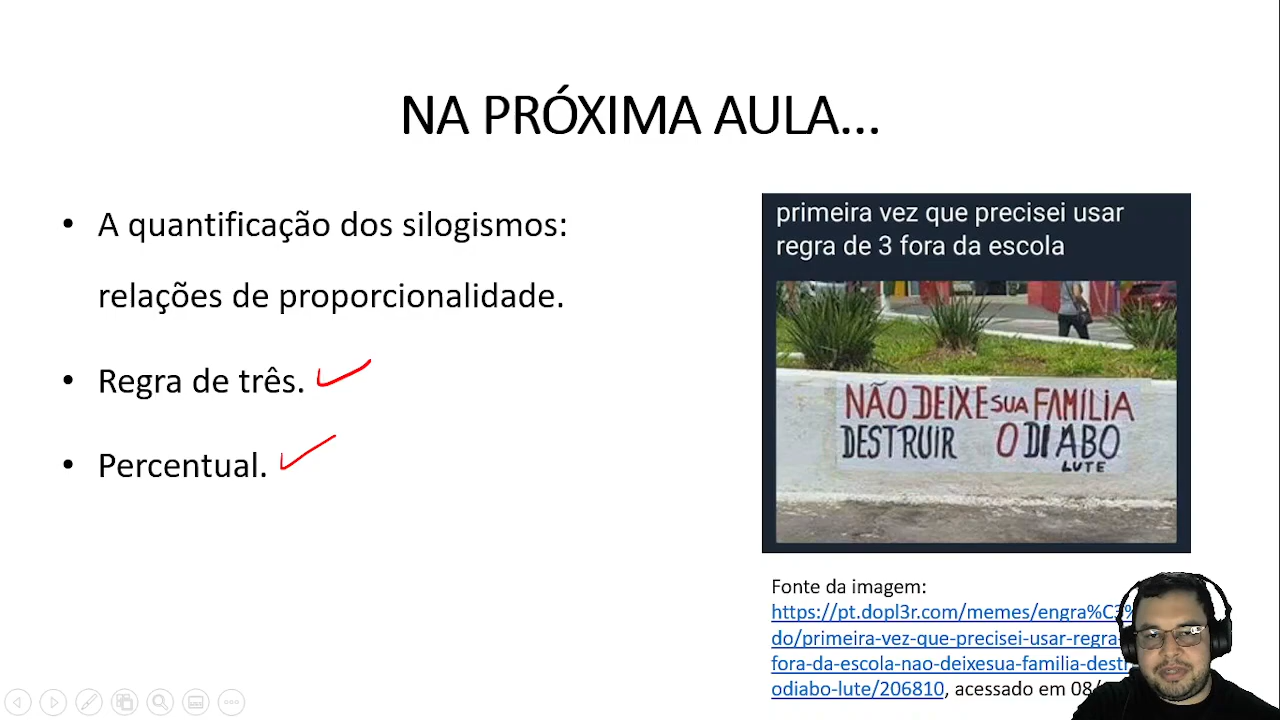 NA PRÓXIMA AULA...
• A quantificação dos silogismos:
relações de proporcionalidade.
• Regra de três.
• Percentual.
primeira vez que precisei usar
regra de 3 fora da escola
NÃO DEIXE SUA FAMÍLIA
DESTRUIR O DIABO
LUTE
Fonte da imagem:
https://pt.dopl3r.com/memes/engra%C3%
do/primeira-vez-que-precisei-usar-regra-
fora-da-escola-nao-deixesua-familia-destr
odiabo-lute/206810, acessado em 08/